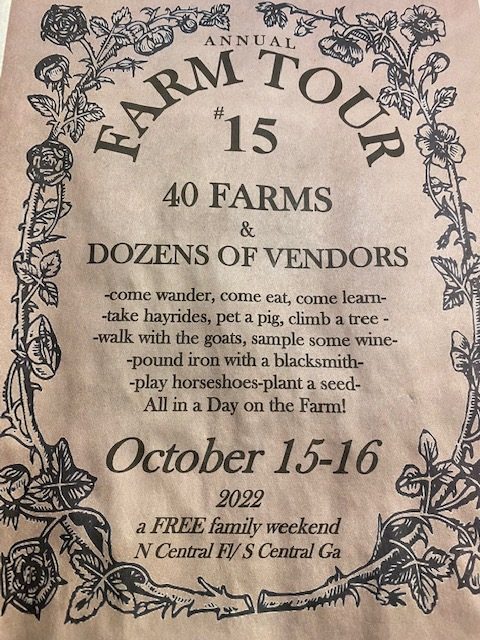 ANNUAL
FARM TOUR
#15
40 FARMS
&
DOZENS OF VENDORS
-come wander, come eat, come learn-
-take hayrides, pet a pig, climb a tree -
-walk with the goats, sample some wine-
-pound iron with a blacksmith-
-play horseshoes-plant a seed-
All in a Day on the Farm!
October 15-16
2022
a FREE family weekend
N Central Fl/ S Central Ga